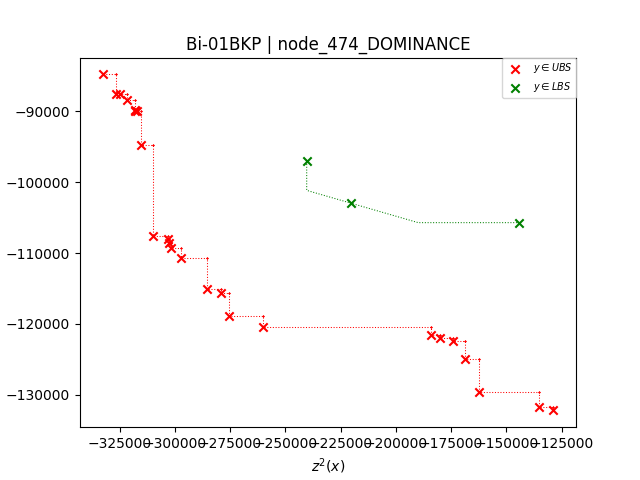 Bi-01BKP | node_474_DOMINANCE
y ∈ UBS
y ∈ LBS
−90000
−100000
−110000
−120000
−130000
−325000−300000−275000−250000−225000−200000−175000−150000−125000
z²(x)